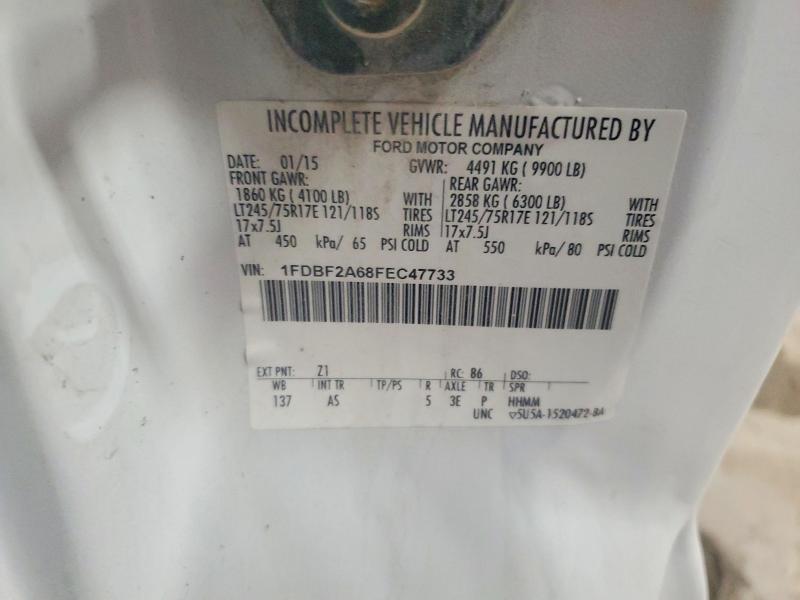 INCOMPLETE VEHICLE MANUFACTURED BY
FORD MOTOR COMPANY
DATE: 01/15 GVWR: 4491 KG ( 9900 LB)
FRONT GAWR: REAR GAWR:
1860 KG ( 4100 LB) WITH 2858 KG ( 6300 LB) WITH
LT245/75R17E 121/118S TIRES LT245/75R17E 121/118S TIRES
17x7.5J RIMS 17x7.5J RIMS
AT 450 kPa/ 65 PSI COLD AT 550 kPa/ 80 PSI COLD
VIN: 1FDBF2A68FEC47733
EXT PNT: Z1 RC: 86 DSO:
WB INT TR TP/PS R AXLE TR SPR
137 AS 5 3E P HHMM
UNC ▽5U5A-1520472-BA